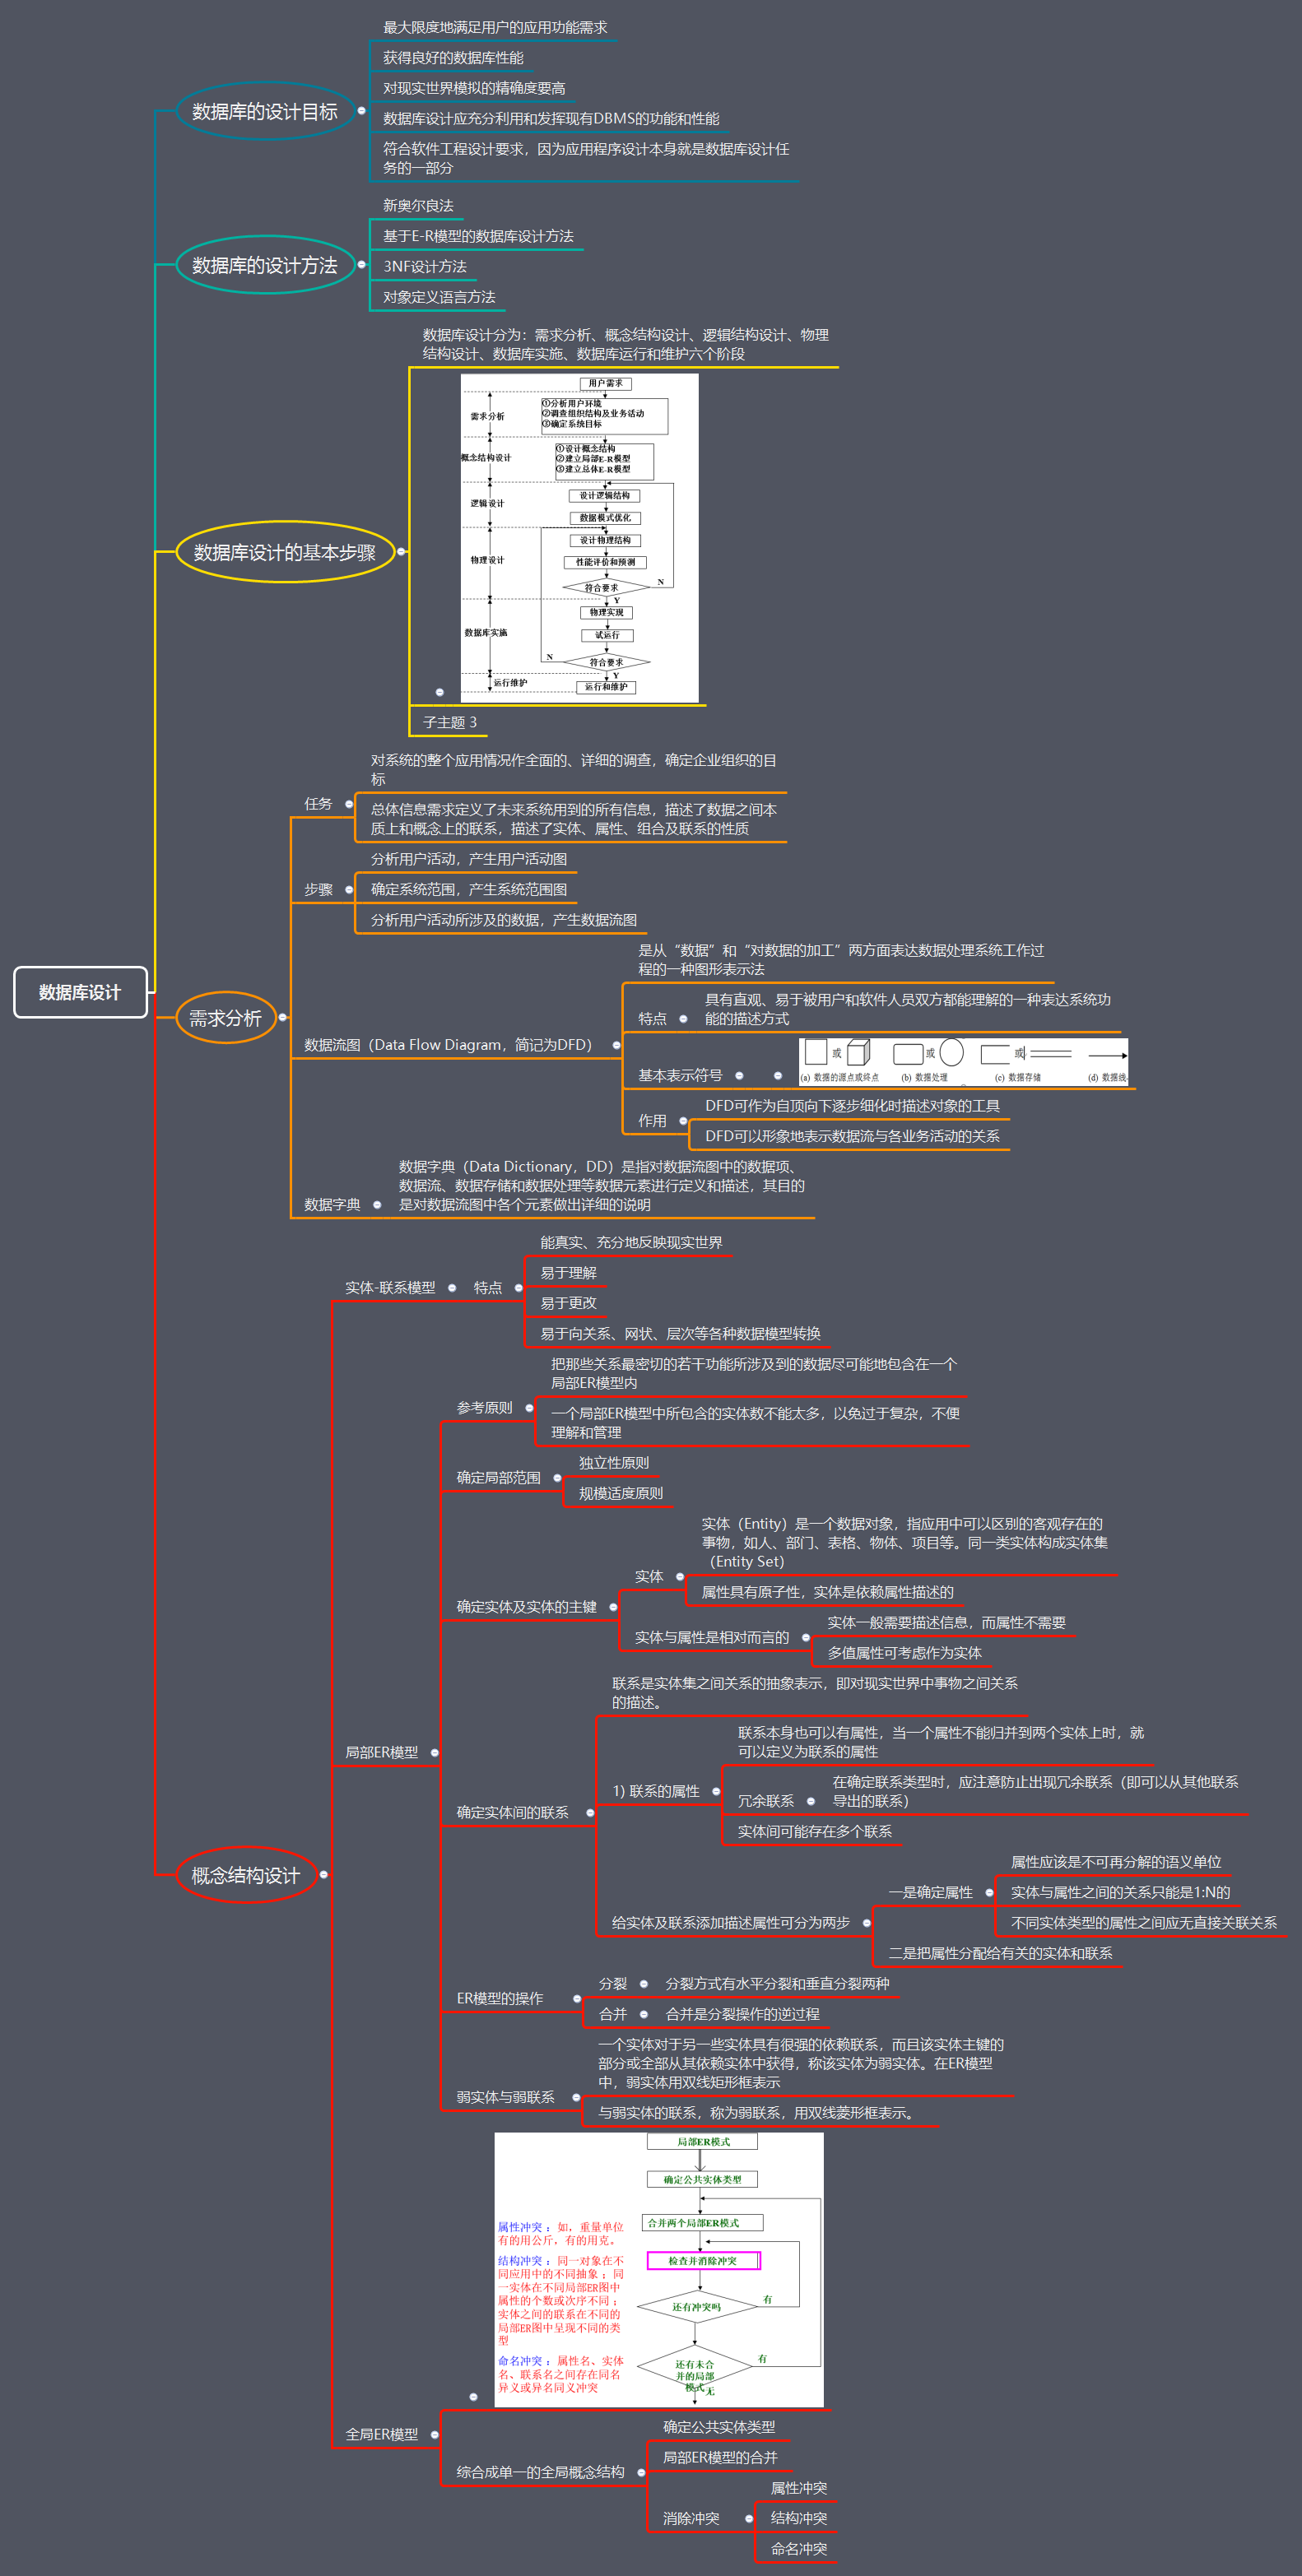 最大限度地满足用户的应用功能需求
获得良好的数据库性能
对现实世界模拟的精确度要高
数据库的设计目标
数据库设计应充分利用和发挥现有DBMS的功能和性能
符合软件工程设计要求，因为应用程序设计本身就是数据库设计任
务的一部分
新奥尔良法
基于E-R模型的数据库设计方法
数据库的设计方法
3NF设计方法
对象定义语言方法
数据库设计分为：需求分析、概念结构设计、逻辑结构设计、物理
结构设计、数据库实施、数据库运行和维护六个阶段
用户需求
需求分析
①分析用户环境
②调查组织结构及业务活动
③确定系统目标
概念结构设计
①设计概念结构
②建立局部E-R模型
③建立总体E-R模型
逻辑设计
设计逻辑结构
数据模式优化
数据库设计的基本步骤
物理设计
设计物理结构
性能评价和预测
符合要求
N
Y
数据库实施
物理实现
试运行
符合要求
N
Y
运行维护
运行和维护
子主题 3
对系统的整个应用情况作全面的、详细的调查，确定企业组织的目
标
任务
总体信息需求定义了未来系统用到的所有信息，描述了数据之间本
质上和概念上的联系，描述了实体、属性、组合及联系的性质
分析用户活动，产生用户活动图
步骤
确定系统范围，产生系统范围图
分析用户活动所涉及的数据，产生数据流图
数据库设计
需求分析
是从“数据”和“对数据的加工”两方面表达数据处理系统工作过
程的一种图形表示法
特点
具有直观、易于被用户和软件人员双方都能理解的一种表达系统功
能的描述方式
数据流图（Data Flow Diagram，简记为DFD）
基本表示符号
或
或
或
(a) 数据的源点或终点
(b) 数据处理
(c) 数据存储
(d) 数据线
作用
DFD可作为自顶向下逐步细化时描述对象的工具
DFD可以形象地表示数据流与各业务活动的关系
数据字典
数据字典（Data Dictionary，DD）是指对数据流图中的数据项、
数据流、数据存储和数据处理等数据元素进行定义和描述，其目的
是对数据流图中各个元素做出详细的说明
能真实、充分地反映现实世界
实体-联系模型
特点
易于理解
易于更改
易于向关系、网状、层次等各种数据模型转换
把那些关系最密切的若干功能所涉及到的数据尽可能地包含在一个
局部ER模型内
参考原则
一个局部ER模型中所包含的实体数不能太多，以免过于复杂，不便
理解和管理
确定局部范围
独立性原则
规模适度原则
实体（Entity）是一个数据对象，指应用中可以区别的客观存在的
事物，如人、部门、表格、物体、项目等。同一类实体构成实体集
（Entity Set）
实体
属性具有原子性，实体是依赖属性描述的
确定实体及实体的主键
实体与属性是相对而言的
实体一般需要描述信息，而属性不需要
多值属性可考虑作为实体
联系是实体集之间关系的抽象表示，即对现实世界中事物之间关系
的描述。
局部ER模型
联系本身也可以有属性，当一个属性不能归并到两个实体上时，就
可以定义为联系的属性
1) 联系的属性
冗余联系
在确定联系类型时，应注意防止出现冗余联系（即可以从其他联系
导出的联系）
确定实体间的联系
实体间可能存在多个联系
概念结构设计
属性应该是不可再分解的语义单位
一是确定属性
实体与属性之间的关系只能是1:N的
给实体及联系添加描述属性可分为两步
不同实体类型的属性之间应无直接关联关系
二是把属性分配给有关的实体和联系
ER模型的操作
分裂
分裂方式有水平分裂和垂直分裂两种
合并
合并是分裂操作的逆过程
一个实体对于另一些实体具有很强的依赖联系，而且该实体主键的
部分或全部从其依赖实体中获得，称该实体为弱实体。在ER模型
中，弱实体用双线矩形框表示
弱实体与弱联系
与弱实体的联系，称为弱联系，用双线菱形框表示。
局部ER模式
确定公共实体类型
合并两个局部ER模式
检查并消除冲突
还有冲突吗
有
还有未合
并的局部
模式
有
无
属性冲突 ：如，重量单位
有的用公斤，有的用克。
结构冲突 ：同一对象在不
同应用中的不同抽象 ；同
一实体在不同局部ER图中
属性的个数或次序不同 ；
实体之间的联系在不同的
局部ER图中呈现不同的类
型
命名冲突 ：属性名、实体
名、联系名之间存在同名
异义或异名同义冲突
全局ER模型
确定公共实体类型
局部ER模型的合并
综合成单一的全局概念结构
属性冲突
消除冲突
结构冲突
命名冲突